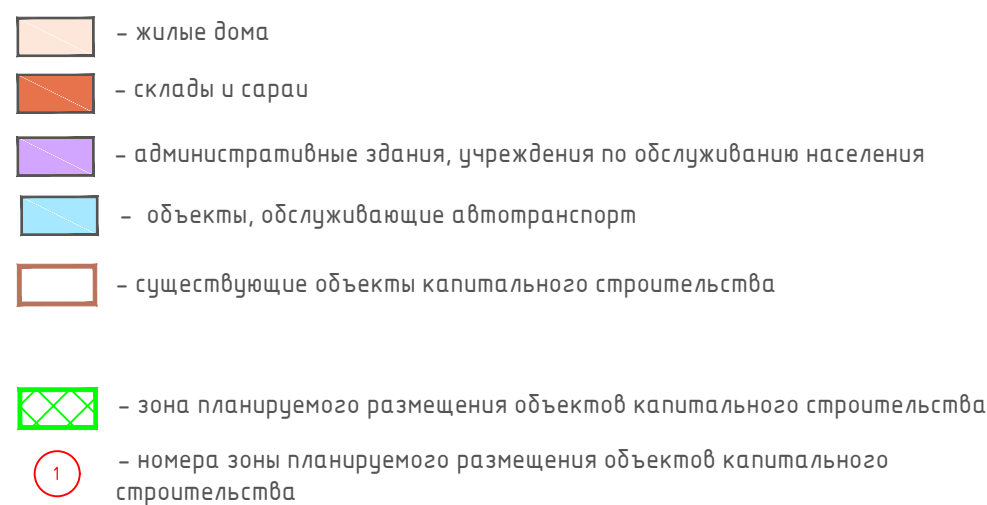 – жилые дома
– склады и сараи
– административные здания, учреждения по обслуживанию населения
– объекты, обслуживающие автотранспорт
– существующие объекты капитального строительства
– зона планируемого размещения объектов капитального строительства
1
– номера зоны планируемого размещения объектов капитального
строительства